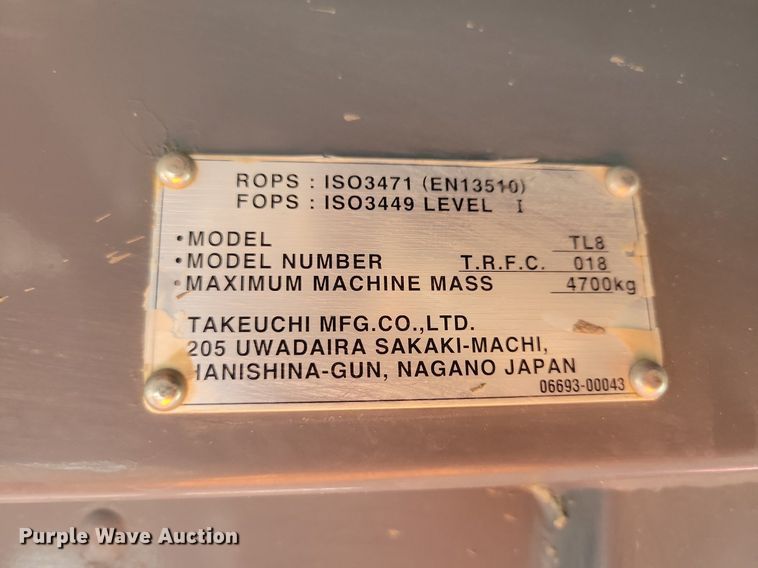 ROPS : ISO3471 (EN13510)
FOPS : ISO3449 LEVEL I
•MODEL TL8
•MODEL NUMBER T.R.F.C. 018
•MAXIMUM MACHINE MASS 4700kg
TAKEUCHI MFG.CO.,LTD.
205 UWADAIRA SAKAKI-MACHI,
HANISHINA-GUN, NAGANO JAPAN
06693-00043
Purple Wave Auction